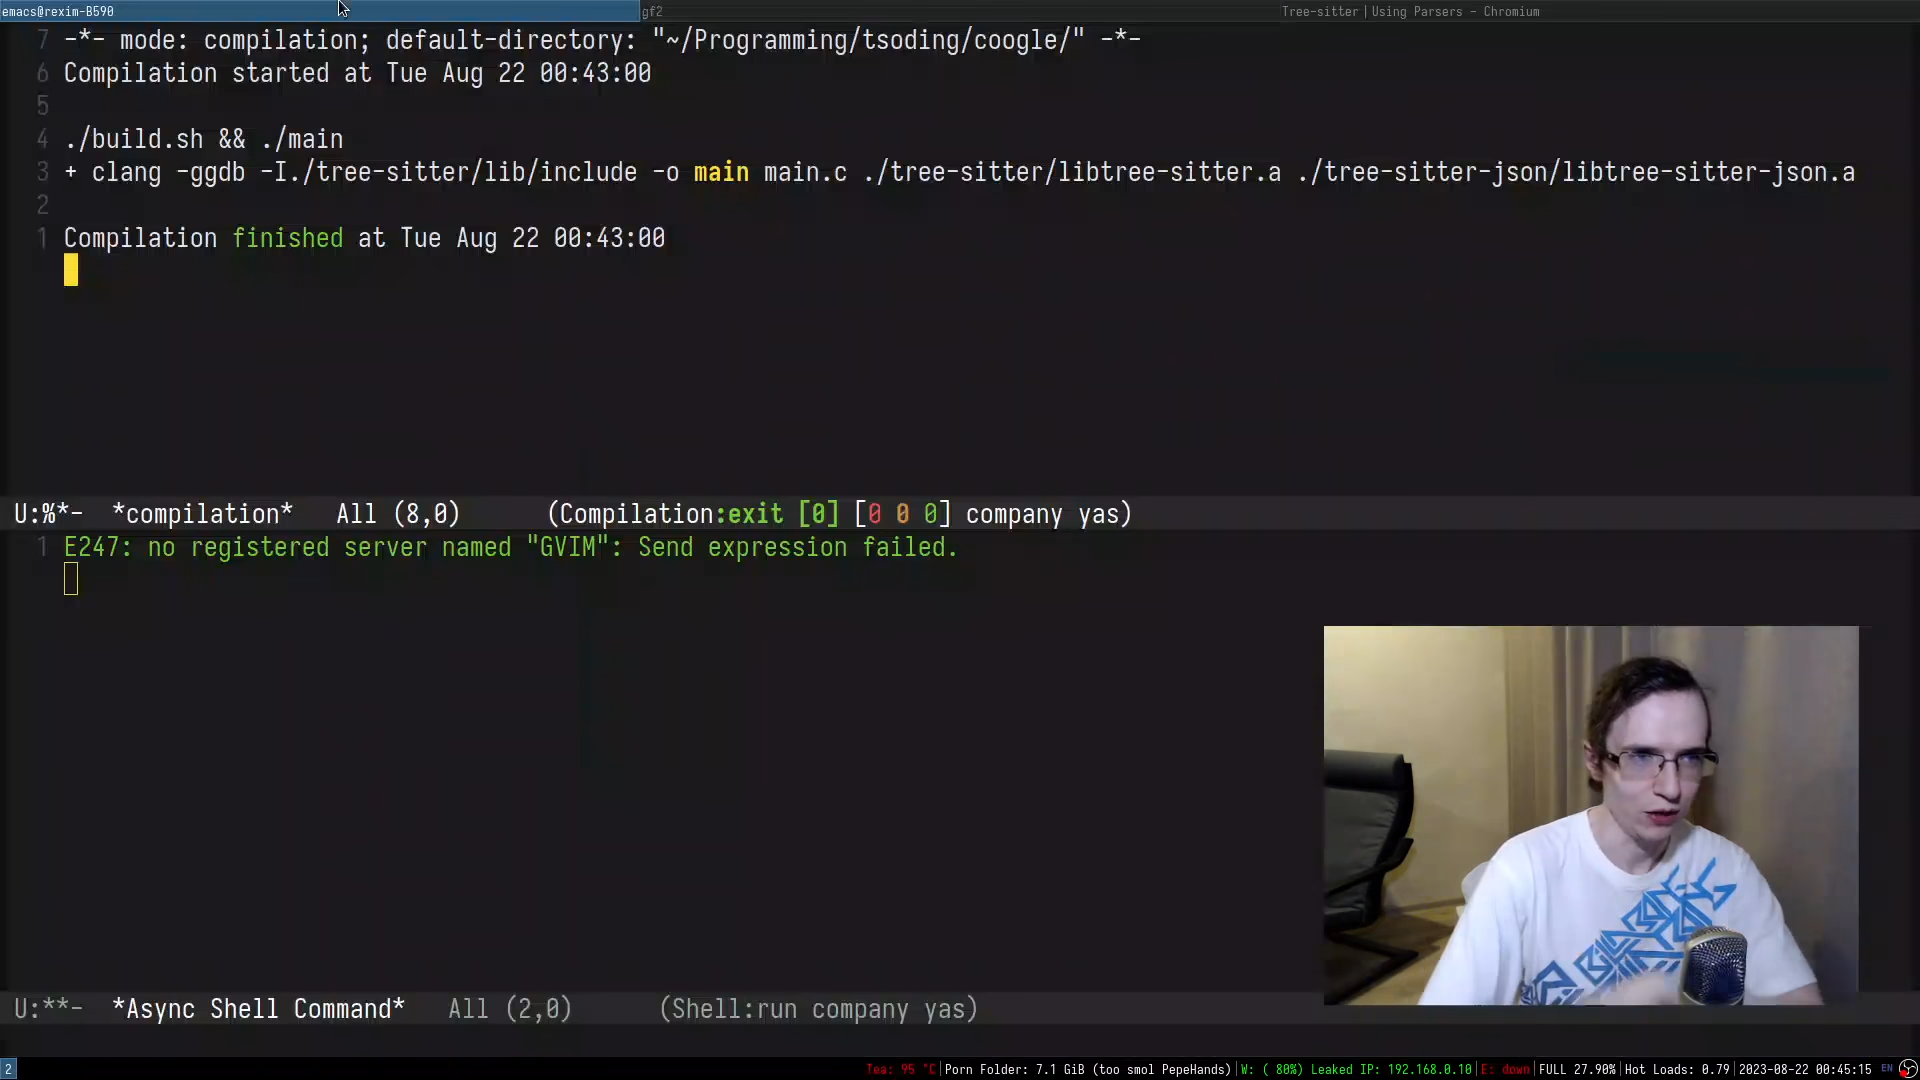 emacs@rexim-B590
gf2
Tree-sitter | Using Parsers - Chromium
7 -*- mode: compilation; default-directory: "~/Programming/tsoding/coogle/" -*-
6 Compilation started at Tue Aug 22 00:43:00
5
4 ./build.sh && ./main
3 + clang -ggdb -I./tree-sitter/lib/include -o main main.c ./tree-sitter/libtree-sitter.a ./tree-sitter-json/libtree-sitter-json.a
2
1 Compilation finished at Tue Aug 22 00:43:00
U:%*- *compilation* All (8,0) (Compilation:exit [0] [0 0 0] company yas)
1 E247: no registered server named "GVIM": Send expression failed.
U:**- *Async Shell Command* All (2,0) (Shell:run company yas)
2
Tea: 95 °C|Porn Folder: 7.1 GiB (too smol PepeHands)|W: ( 80%) Leaked IP: 192.168.0.10|E: down|FULL 27.90%|Hot Loads: 0.79|2023-08-22 00:45:15 EN